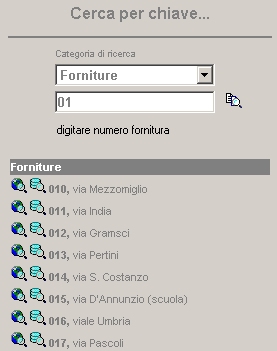 Cerca per chiave...
Categoria di ricerca
Forniture
01
digitare numero fornitura
Forniture
010, via Mezzomiglio
011, via India
012, via Gramsci
013, via Pertini
014, via S. Costanzo
015, via D'Annunzio (scuola)
016, viale Umbria
017, via Pascoli